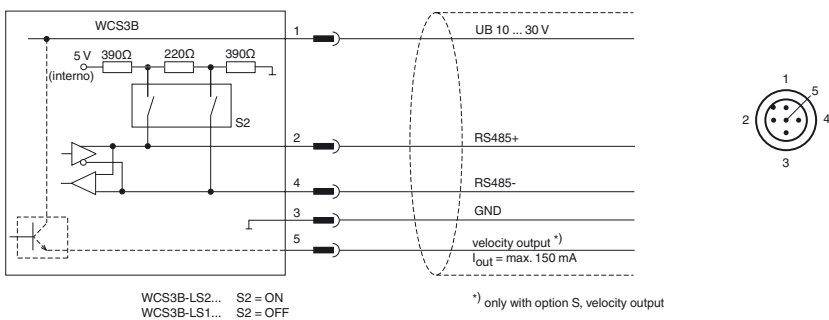 WCS3B
1
UB 10 ... 30 V
5 V 390Ω 220Ω 390Ω
(interno)
S2
2
RS485+
4
RS485-
3
GND
5
velocity output *)
Iout = max. 150 mA
WCS3B-LS2... S2 = ON
WCS3B-LS1... S2 = OFF
*) only with option S, velocity output
1
5
2
4
3